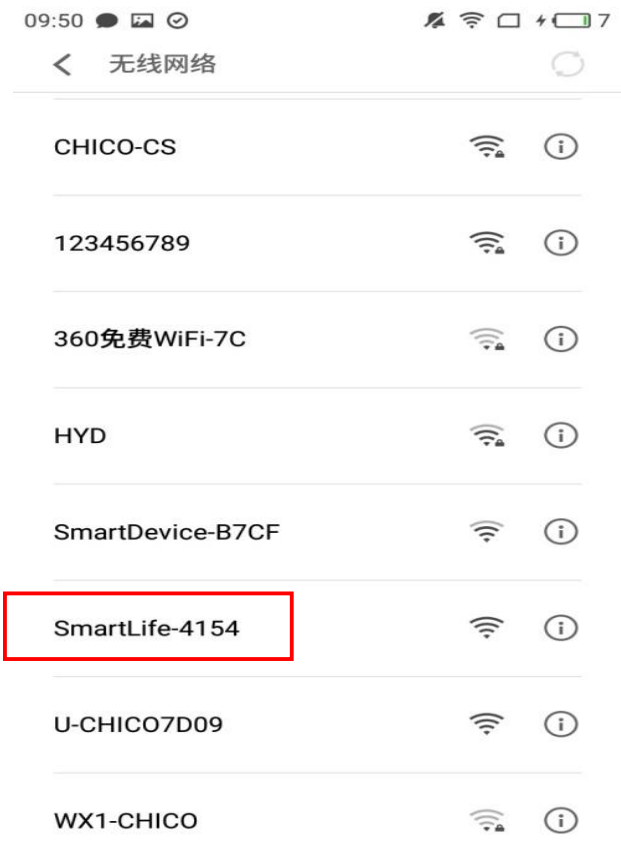 09:50 7
无线网络
CHICO-CS
123456789
360免费WiFi-7C
HYD
SmartDevice-B7CF
SmartLife-4154
U-CHICO7D09
WX1-CHICO